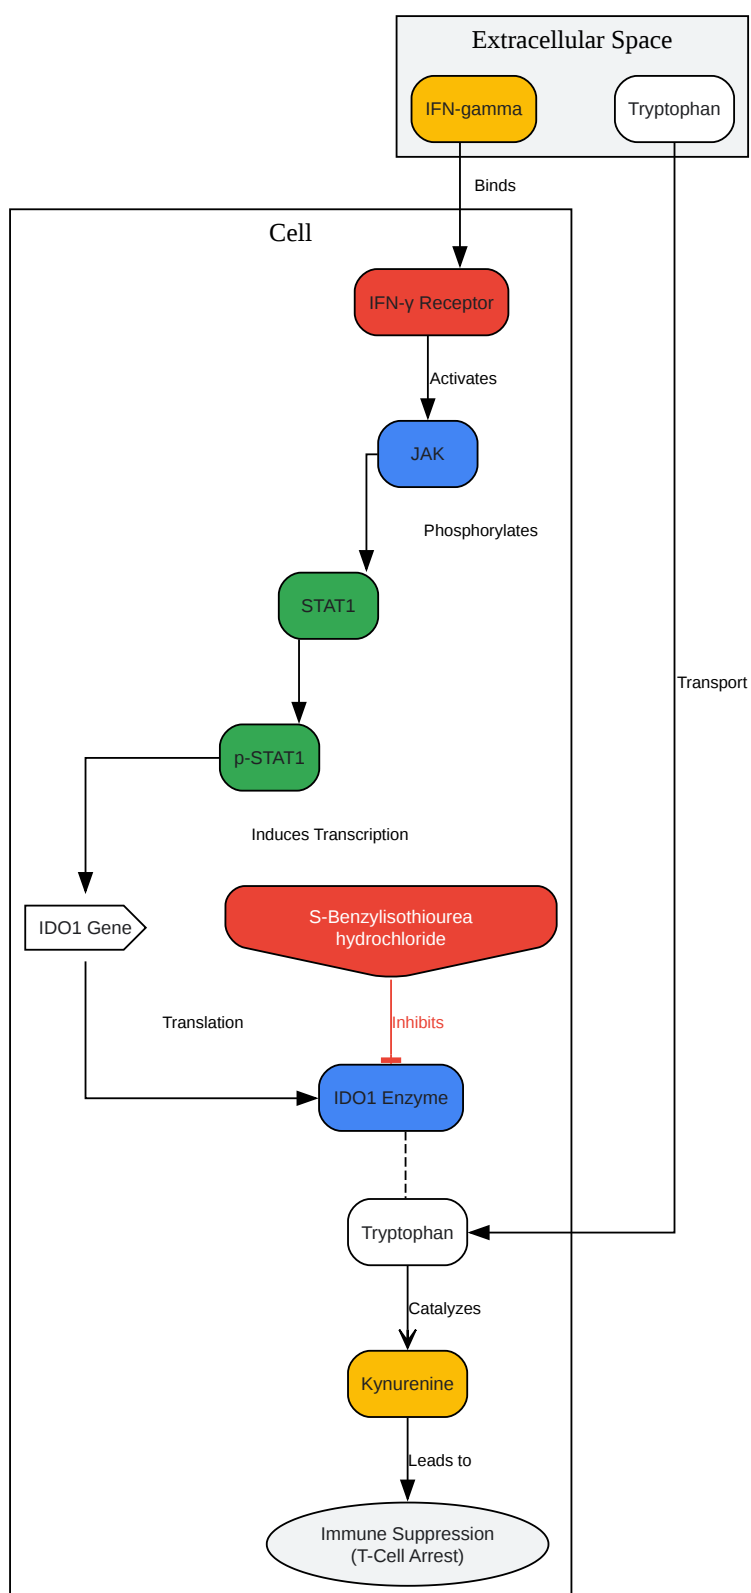 Extracellular Space
IFN-gamma
Tryptophan
Binds
Cell
IFN-γ Receptor
Activates
JAK
Phosphorylates
STAT1
Transport
p-STAT1
Induces Transcription
IDO1 Gene
S-Benzylisothiourea
hydrochloride
Translation
Inhibits
IDO1 Enzyme
Tryptophan
Catalyzes
Kynurenine
Leads to
Immune Suppression
(T-Cell Arrest)